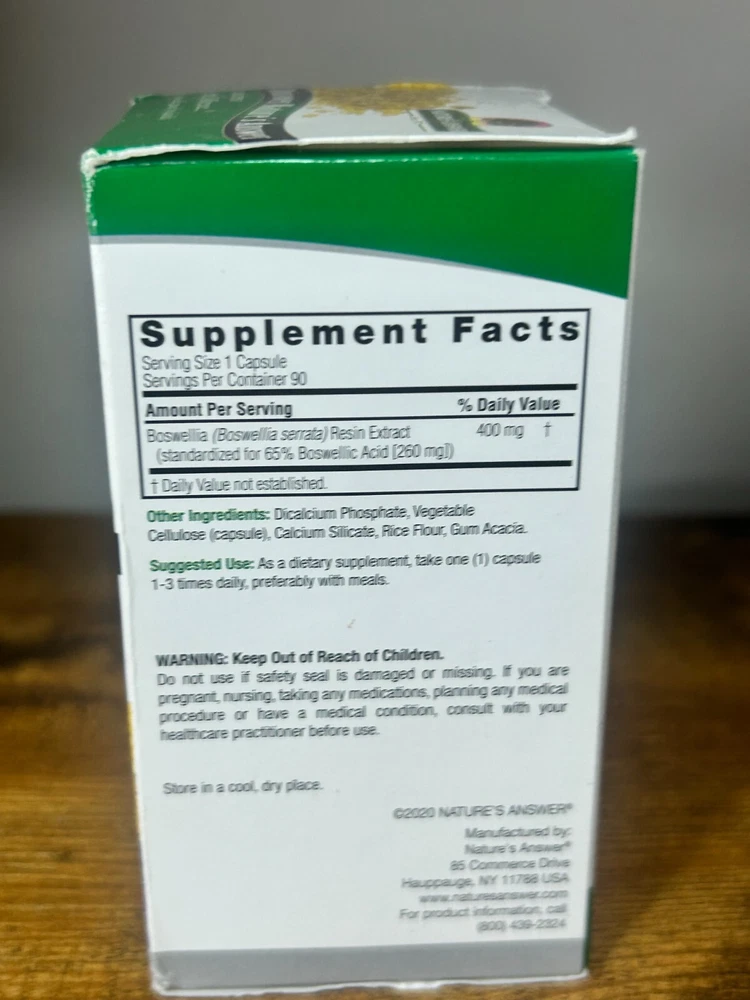 Supplement Facts
Serving Size 1 Capsule
Servings Per Container 90
Amount Per Serving % Daily Value
Boswellia (Boswellia serrata) Resin Extract 400 mg †
(standardized for 65% Boswellic Acid [260 mg])
† Daily Value not established.
Other Ingredients: Dicalcium Phosphate, Vegetable
Cellulose (capsule), Calcium Silicate, Rice Flour, Gum Acacia.
Suggested Use: As a dietary supplement, take one (1) capsule
1-3 times daily, preferably with meals.
WARNING: Keep Out of Reach of Children.
Do not use if safety seal is damaged or missing. If you are
pregnant, nursing, taking any medications, planning any medical
procedure or have a medical condition, consult with your
healthcare practitioner before use.
Store in a cool, dry place.
©2020 NATURE'S ANSWER®
Manufactured by:
Nature's Answer®
85 Commerce Drive
Hauppauge, NY 11788 USA
www.naturesanswer.com
For product information, call
(800) 439-2324